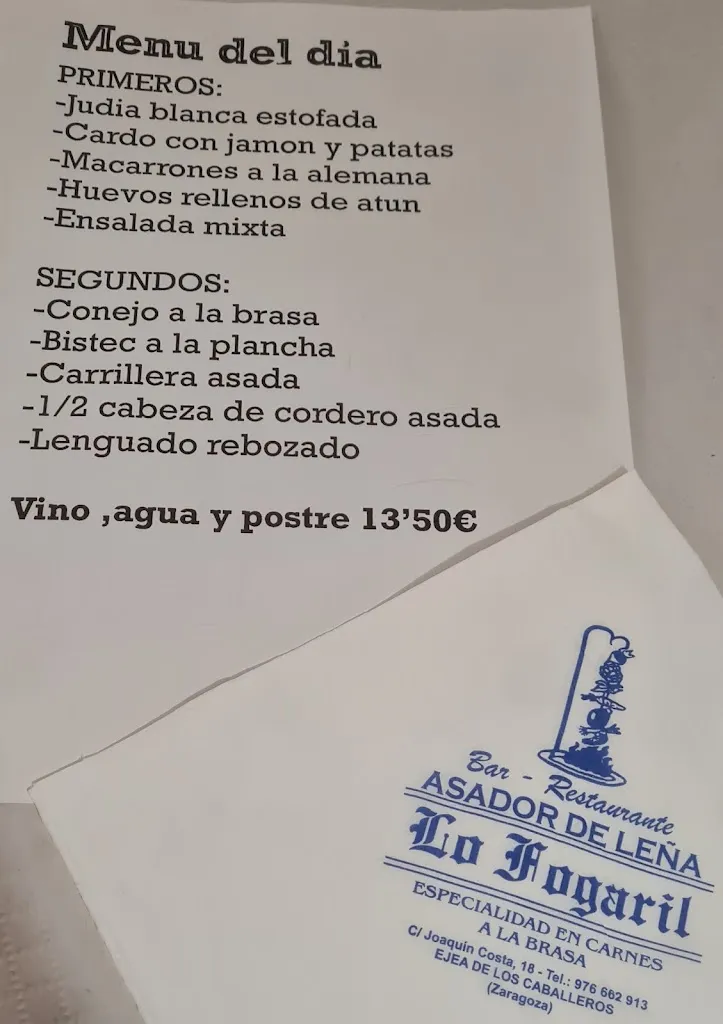 Menu del dia
PRIMEROS:
-Judia blanca estofada
-Cardo con jamon y patatas
-Macarrones a la alemana
-Huevos rellenos de atun
-Ensalada mixta
SEGUNDOS:
-Conejo a la brasa
-Bistec a la plancha
-Carrillera asada
-1/2 cabeza de cordero asada
-Lenguado rebozado
Vino ,agua y postre 13'50€
Bar - Restaurante
ASADOR DE LEÑA
Lo Fogaril
ESPECIALIDAD EN CARNES
A LA BRASA
C/ Joaquín Costa, 18 - Tel.: 976 662 913
EJEA DE LOS CABALLEROS
(Zaragoza)